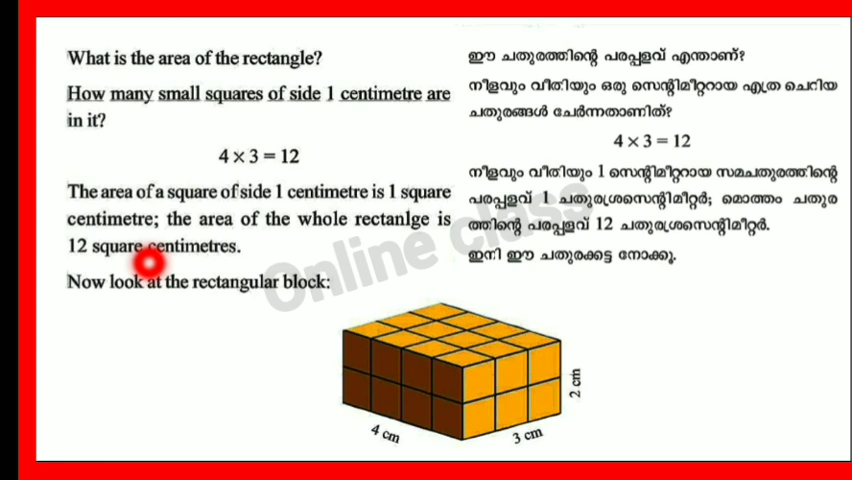 What is the area of the rectangle?
How many small squares of side 1 centimetre are
in it?
4 × 3 = 12
The area of a square of side 1 centimetre is 1 square
centimetre; the area of the whole rectanlge is
12 square centimetres.
Now look at the rectangular block:
ഈ ചതുരത്തിന്റെ പരപ്പളവ് എന്താണ്?
നീളവും വീതിയും ഒരു സെന്റിമീറ്ററായ എത്ര ചെറിയ
ചതുരങ്ങൾ ചേർന്നതാണിത്?
4 × 3 = 12
നീളവും വീതിയും 1 സെന്റിമീറ്ററായ സമചതുരത്തിന്റെ
പരപ്പളവ് 1 ചതുരശ്രസെന്റിമീറ്റർ; മൊത്തം ചതുര
ത്തിന്റെ പരപ്പളവ് 12 ചതുരശ്രസെന്റിമീറ്റർ.
ഇനി ഈ ചതുരക്കട്ട നോക്കൂ.
Online class
4 cm
3 cm
2 cm